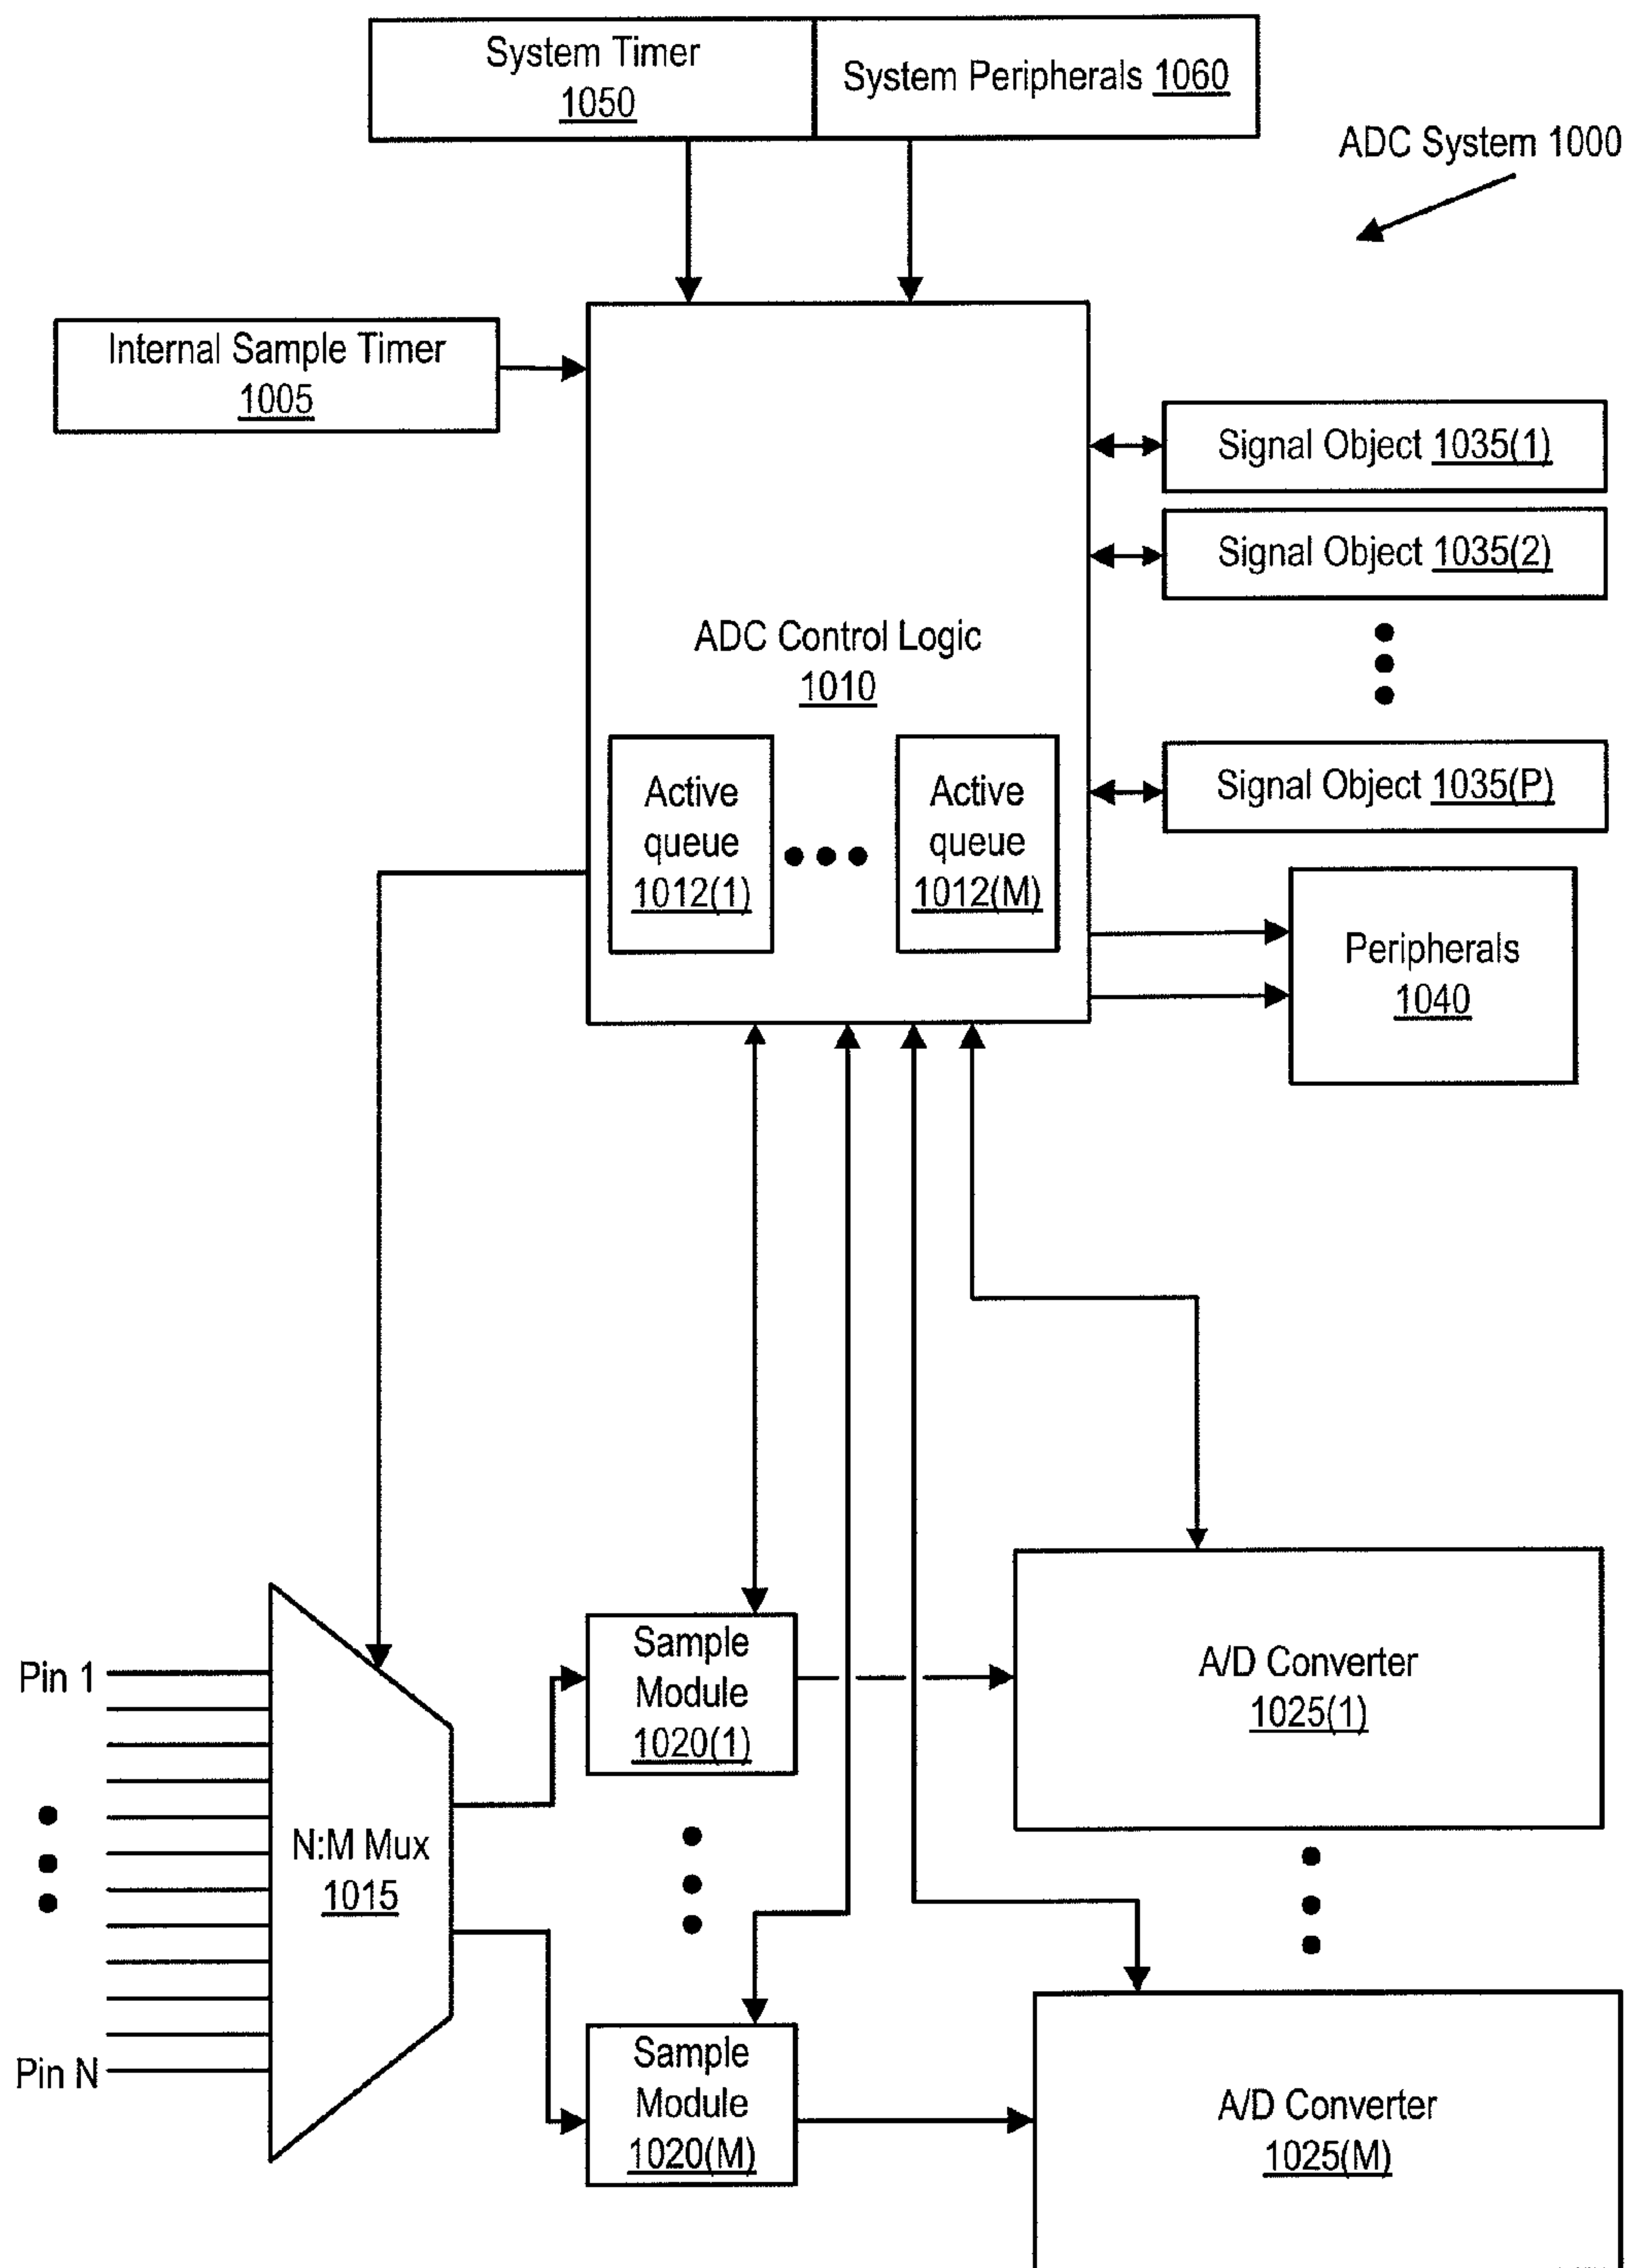 System Timer
1050
System Peripherals 1060
ADC System 1000
Internal Sample Timer
1005
Signal Object 1035(1)
Signal Object 1035(2)
ADC Control Logic
1010
Signal Object 1035(P)
Active
queue
1012(1)
Active
queue
1012(M)
Peripherals
1040
Pin 1
N:M Mux
1015
Pin N
Sample
Module
1020(1)
A/D Converter
1025(1)
Sample
Module
1020(M)
A/D Converter
1025(M)